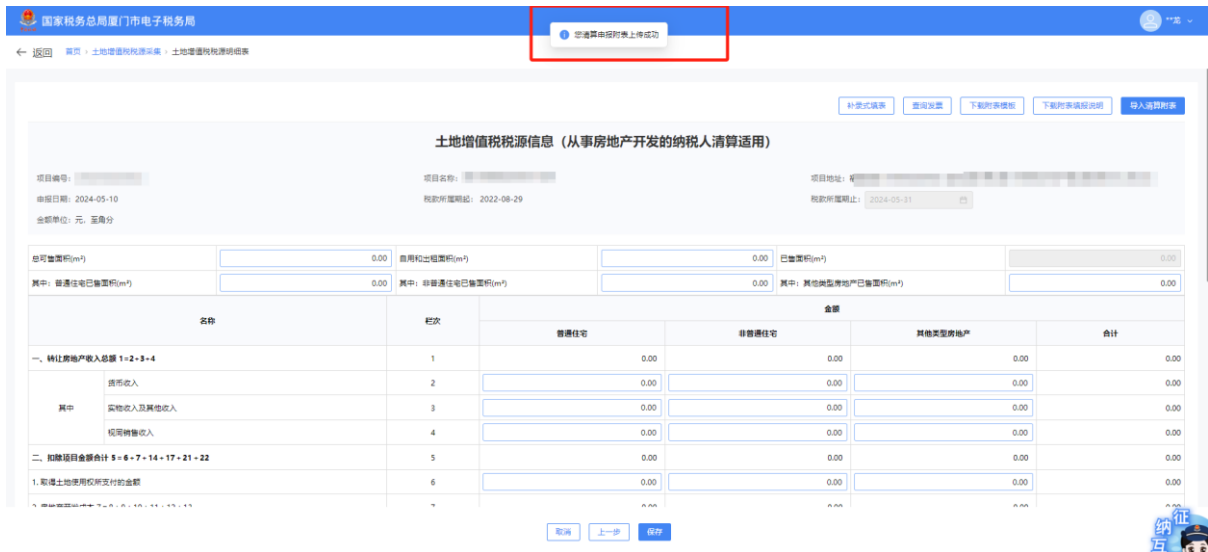 国家税务总局厦门市电子税务局
您清算申报附表上传成功
**龙
返回 首页 › 土地增值税税源采集 › 土地增值税税源明细表
补录式填表 查询发票 下载附表模板 下载附表填报说明 导入清算附表
土地增值税税源信息（从事房地产开发的纳税人清算适用）
项目编号： 项目名称： 项目地址：
申报日期：2024-05-10 税款所属期起：2022-08-29 税款所属期止：2024-05-31
金额单位：元，至角分
总可售面积(m²) 0.00 自用和出租面积(m²) 0.00 已售面积(m²) 0.00
其中：普通住宅已售面积(m²) 0.00 其中：非普通住宅已售面积(m²) 0.00 其中：其他类型房地产已售面积(m²) 0.00
名称 栏次 金额
普通住宅 非普通住宅 其他类型房地产 合计
一、转让房地产收入总额 1=2+3+4 1 0.00 0.00 0.00 0.00
其中 货币收入 2 0.00 0.00 0.00 0.00
实物收入及其他收入 3 0.00 0.00 0.00 0.00
视同销售收入 4 0.00 0.00 0.00 0.00
二、扣除项目金额合计 5=6+7+14+17+21+22 5 0.00 0.00 0.00 0.00
1.取得土地使用权所支付的金额 6 0.00 0.00 0.00 0.00
取消 上一步 保存
征纳互